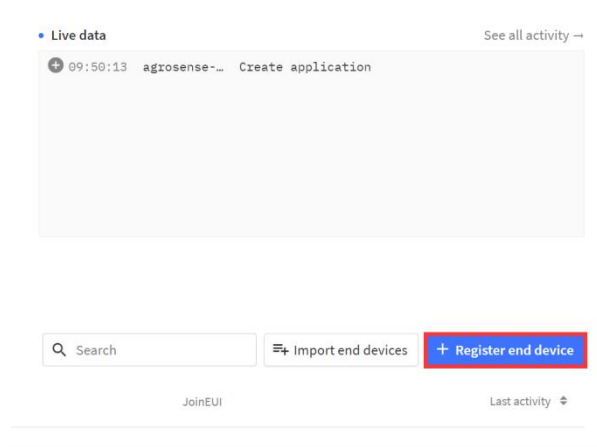 Live data See all activity →
09:50:13 agrosense-… Create application
Search Import end devices + Register end device
JoinEUI Last activity